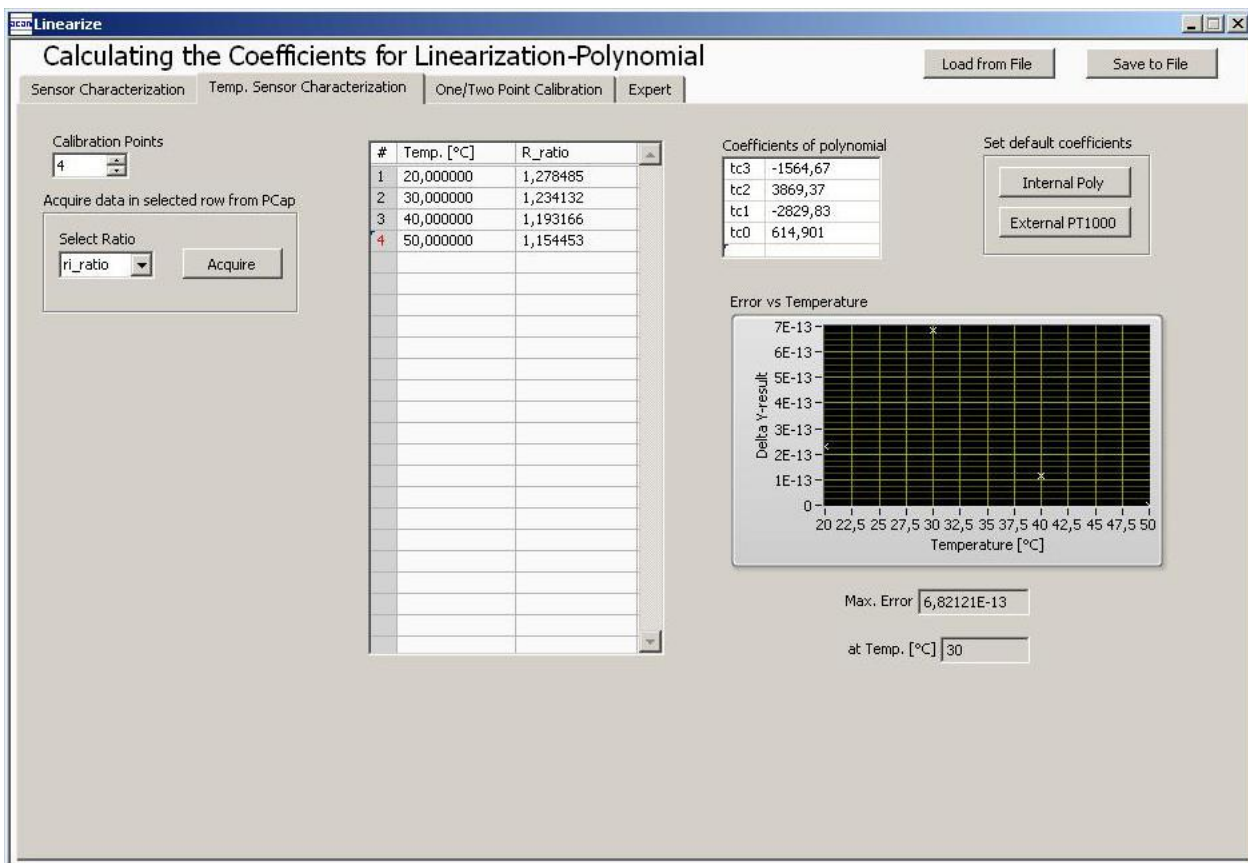 acam Linearize
Calculating the Coefficients for Linearization-Polynomial
Load from File
Save to File
Sensor Characterization
Temp. Sensor Characterization
One/Two Point Calibration
Expert
Calibration Points
4
Acquire data in selected row from PCap
Select Ratio
ri_ratio
Acquire
# Temp. [°C] R_ratio
1 20,000000 1,278485
2 30,000000 1,234132
3 40,000000 1,193166
4 50,000000 1,154453
Coefficients of polynomial
tc3 -1564,67
tc2 3869,37
tc1 -2829,83
tc0 614,901
Set default coefficients
Internal Poly
External PT1000
Error vs Temperature
Delta Y-result
7E-13
6E-13
5E-13
4E-13
3E-13
2E-13
1E-13
0
20 22,5 25 27,5 30 32,5 35 37,5 40 42,5 45 47,5 50
Temperature [°C]
Max. Error 6,82121E-13
at Temp. [°C] 30